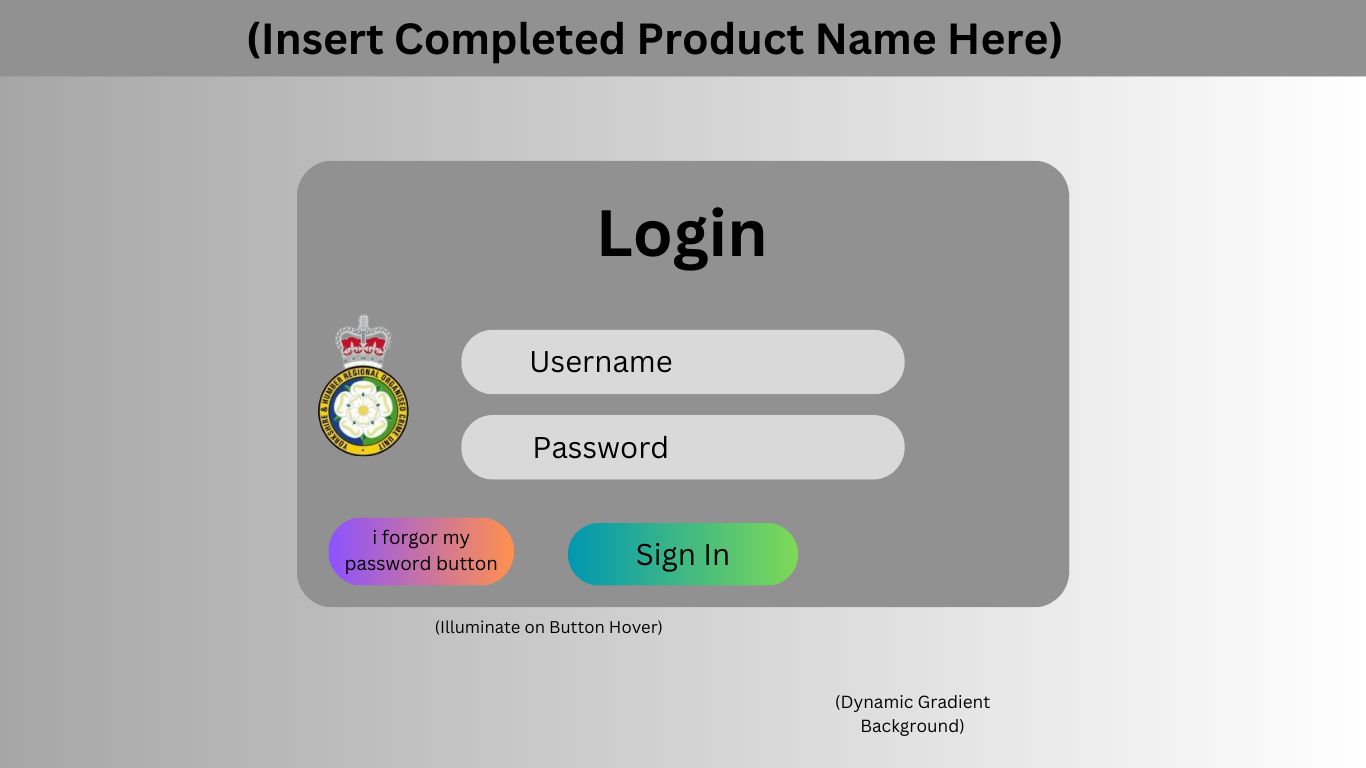 (Insert Completed Product Name Here)
Login
YORKSHIRE & HUMBER REGIONAL ORGANISED CRIME UNIT
Username
Password
i forgor my
password button
Sign In
(Illuminate on Button Hover)
(Dynamic Gradient
Background)